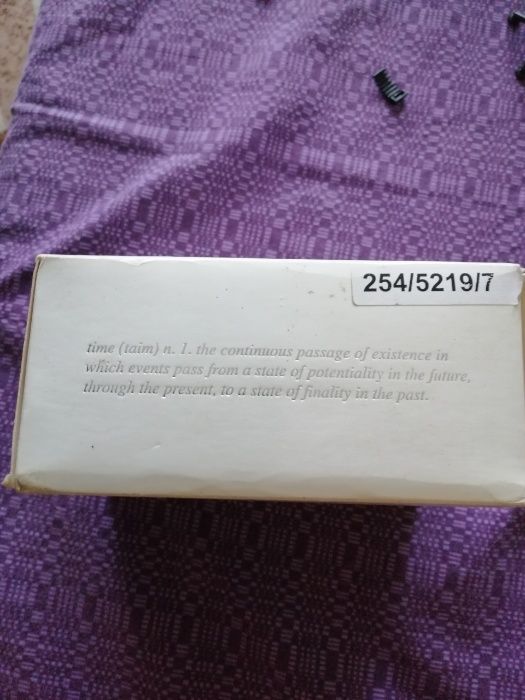 254/5219/7
time (taim) n. 1. the continuous passage of existence in
which events pass from a state of potentiality in the future,
through the present, to a state of finality in the past.